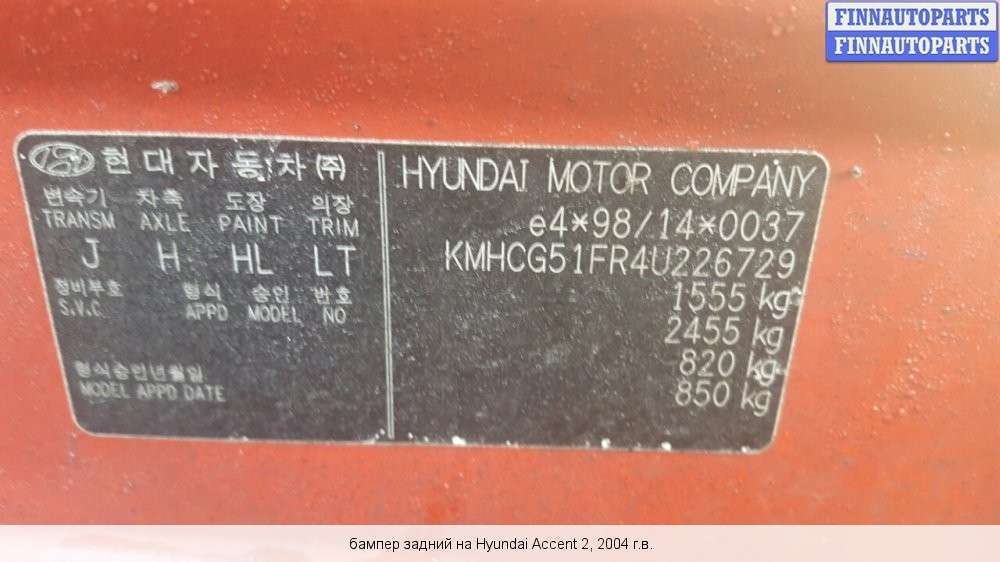 FINNAUTOPARTS
FINNAUTOPARTS
현대자동차(주)
변속기 차축 도장 의장
TRANSM AXLE PAINT TRIM
J H HL LT
정비부호 형식 승인 번호
S.V.C. APPD MODEL NO
형식승인년월일
MODEL APPD DATE
HYUNDAI MOTOR COMPANY
e4*98/14*0037
KMHCG51FR4U226729
1555 kg
2455 kg
820 kg
850 kg
бампер задний на Hyundai Accent 2, 2004 г.в.